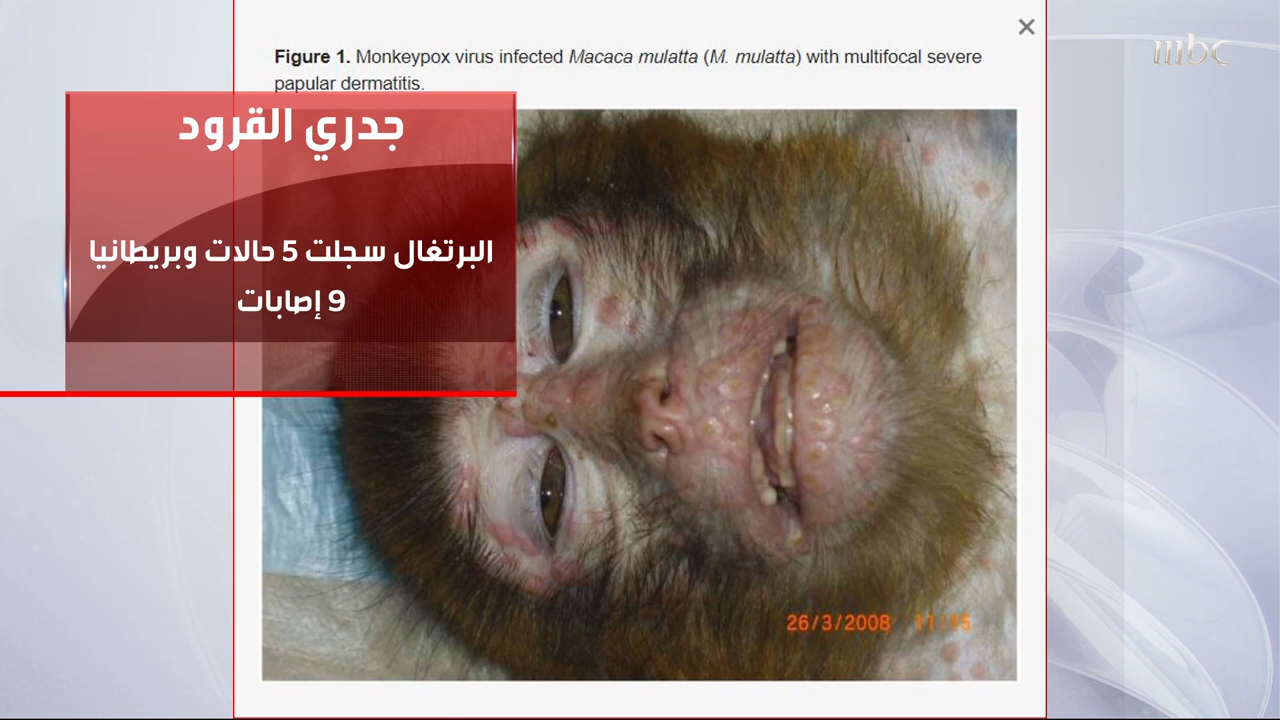 Figure 1. Monkeypox virus infected Macaca mulatta (M. mulatta) with multifocal severe
papular dermatitis.
mbc
جدري القرود
البرتغال سجلت 5 حالات وبريطانيا
9 إصابات
26/3/2008 11:15